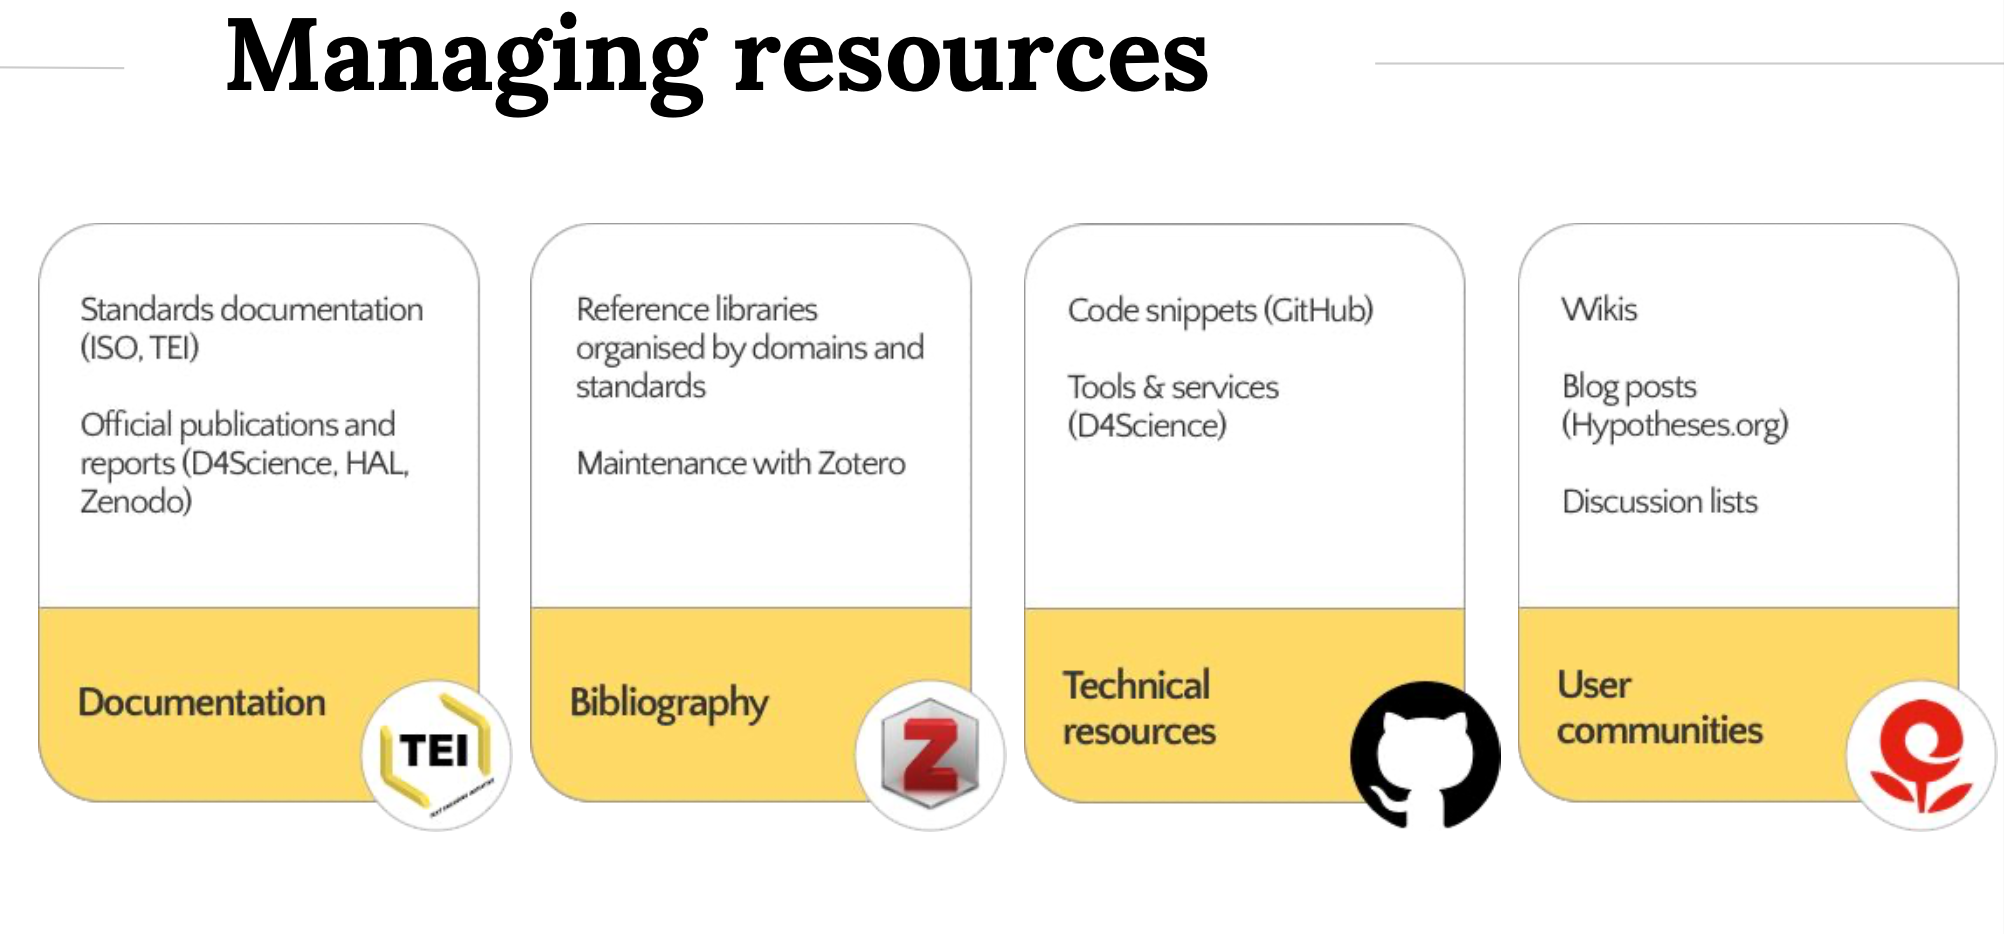 Managing resources
Standards documentation
(ISO, TEI)
Official publications and
reports (D4Science, HAL,
Zenodo)
Documentation
TEI
Reference libraries
organised by domains and
standards
Maintenance with Zotero
Bibliography
Z
Code snippets (GitHub)
Tools & services
(D4Science)
Technical
resources
Wikis
Blog posts
(Hypotheses.org)
Discussion lists
User
communities